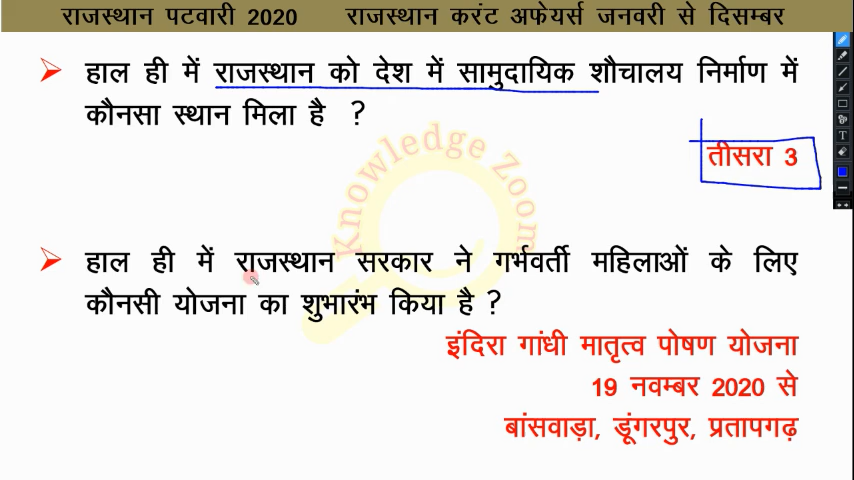 राजस्थान पटवारी 2020 राजस्थान करंट अफेयर्स जनवरी से दिसम्बर
हाल ही में राजस्थान को देश में सामुदायिक शौचालय निर्माण में
कौनसा स्थान मिला है ?
तीसरा 3
Knowledge Zoom
हाल ही में राजस्थान सरकार ने गर्भवर्ती महिलाओं के लिए
कौनसी योजना का शुभारंभ किया है ?
इंदिरा गांधी मातृत्व पोषण योजना
19 नवम्बर 2020 से
बांसवाड़ा, डूंगरपुर, प्रतापगढ़